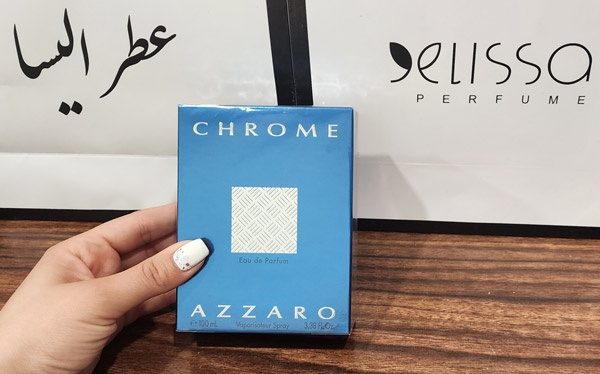 عطر الیسا
elissa
PERFUME
CHROME
Eau de Parfum
AZZARO
e 100 mL Vaporisateur Spray 3.38 Fl.Oz.